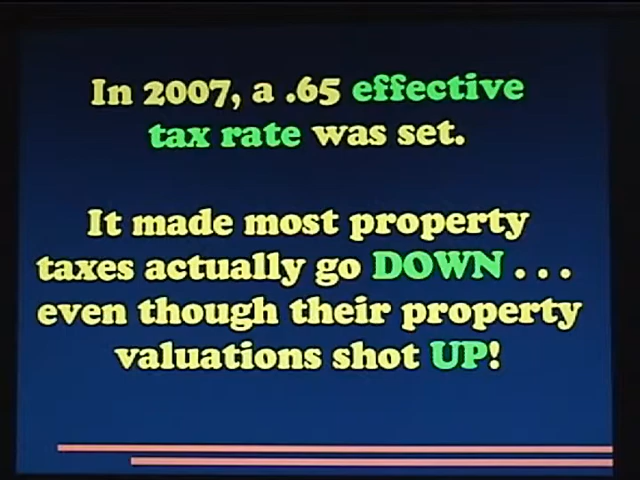 In 2007, a .65 effective
tax rate was set.
It made most property
taxes actually go DOWN . . .
even though their property
valuations shot UP!